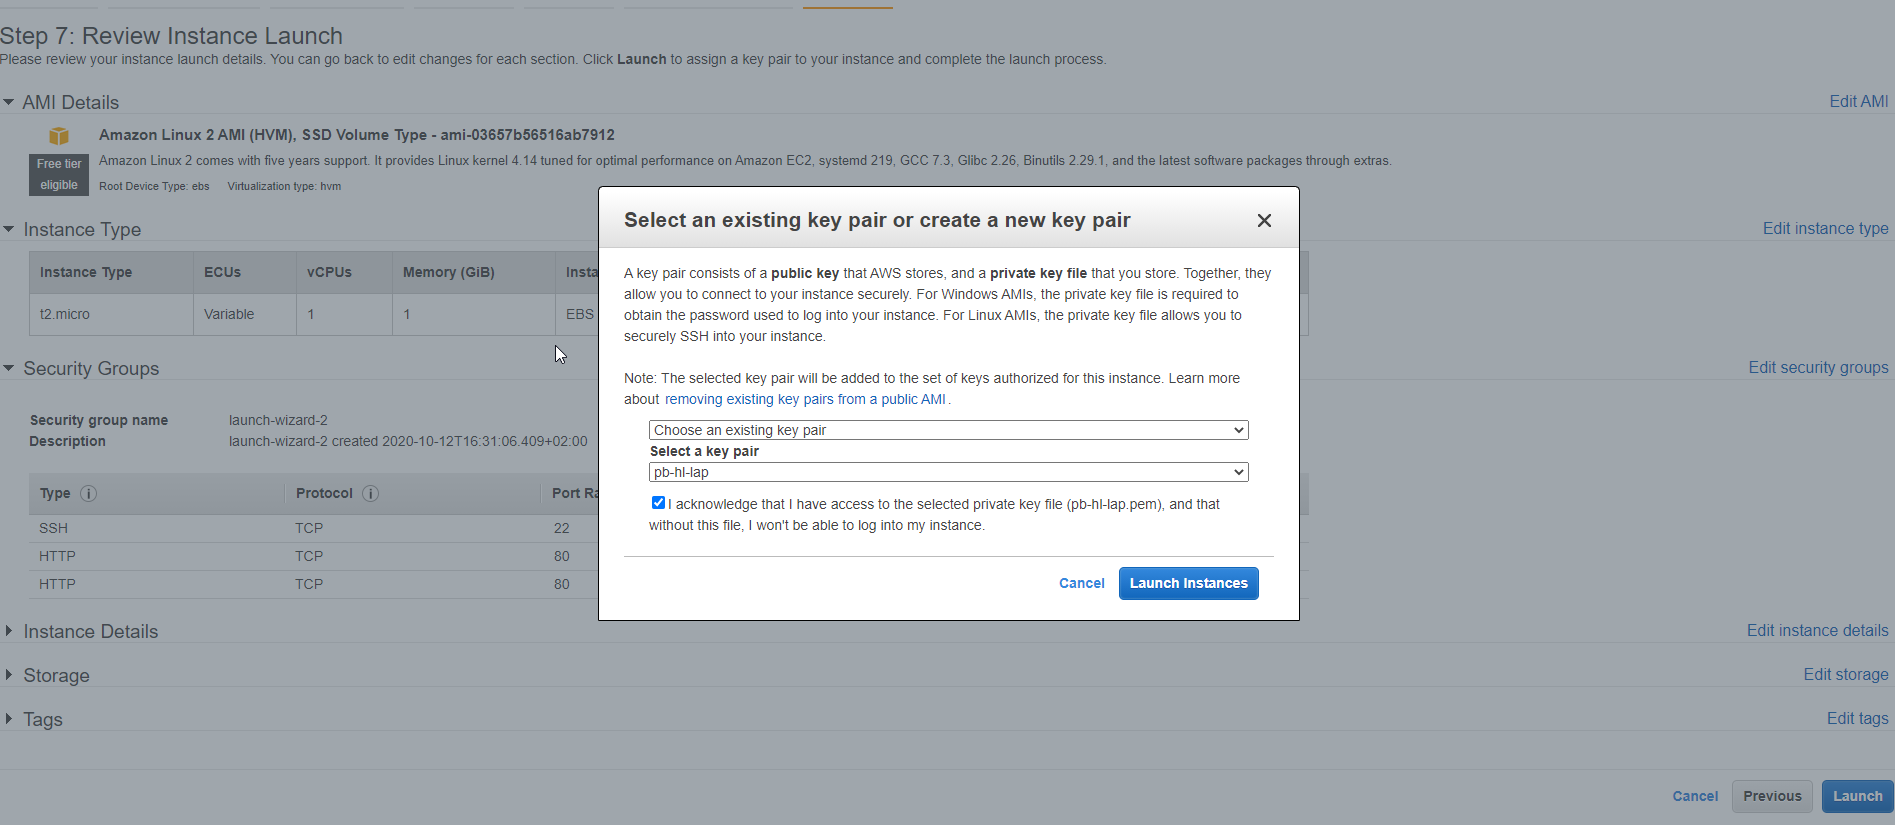 Step 7: Review Instance Launch
Please review your instance launch details. You can go back to edit changes for each section. Click Launch to assign a key pair to your instance and complete the launch process.
AMI Details
Edit AMI
Amazon Linux 2 AMI (HVM), SSD Volume Type - ami-03657b56516ab7912
Free tier
eligible
Amazon Linux 2 comes with five years support. It provides Linux kernel 4.14 tuned for optimal performance on Amazon EC2, systemd 219, GCC 7.3, Glibc 2.26, Binutils 2.29.1, and the latest software packages through extras.
Root Device Type: ebs Virtualization type: hvm
Instance Type
Edit instance type
Instance Type ECUs vCPUs Memory (GiB) Insta
t2.micro Variable 1 1 EBS
Security Groups
Edit security groups
Security group name launch-wizard-2
Description launch-wizard-2 created 2020-10-12T16:31:06.409+02:00
Type i Protocol i Port Ra
SSH TCP 22
HTTP TCP 80
HTTP TCP 80
Instance Details
Edit instance details
Storage
Edit storage
Tags
Edit tags
Cancel Previous Launch
Select an existing key pair or create a new key pair
A key pair consists of a public key that AWS stores, and a private key file that you store. Together, they
allow you to connect to your instance securely. For Windows AMIs, the private key file is required to
obtain the password used to log into your instance. For Linux AMIs, the private key file allows you to
securely SSH into your instance.
Note: The selected key pair will be added to the set of keys authorized for this instance. Learn more
about removing existing key pairs from a public AMI .
Choose an existing key pair
Select a key pair
pb-hl-lap
I acknowledge that I have access to the selected private key file (pb-hl-lap.pem), and that
without this file, I won't be able to log into my instance.
Cancel Launch Instances